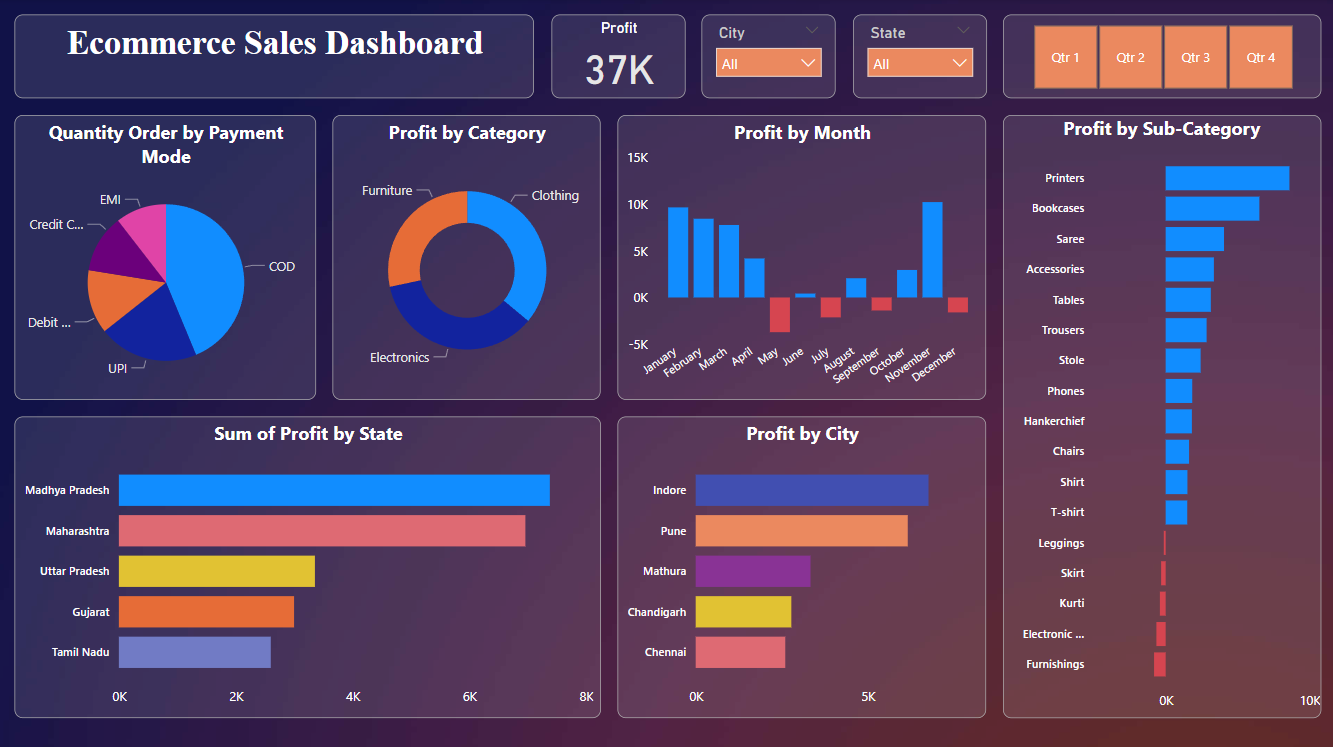 Ecommerce Sales Dashboard
Profit
37K
City
All
State
All
Qtr 1
Qtr 2
Qtr 3
Qtr 4
Quantity Order by Payment
Mode
EMI
Credit C...
COD
Debit ...
UPI
Profit by Category
Furniture
Clothing
Electronics
Profit by Month
15K
10K
5K
0K
-5K
January
February
March
April
May
June
July
August
September
October
November
December
Profit by Sub-Category
Printers
Bookcases
Saree
Accessories
Tables
Trousers
Stole
Phones
Hankerchief
Chairs
Shirt
T-shirt
Leggings
Skirt
Kurti
Electronic ...
Furnishings
0K
10K
Sum of Profit by State
Madhya Pradesh
Maharashtra
Uttar Pradesh
Gujarat
Tamil Nadu
0K
2K
4K
6K
8K
Profit by City
Indore
Pune
Mathura
Chandigarh
Chennai
0K
5K